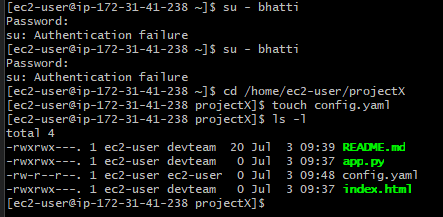 [ec2-user@ip-172-31-41-238 ~]$ su - bhatti
Password:
su: Authentication failure
[ec2-user@ip-172-31-41-238 ~]$ su - bhatti
Password:
su: Authentication failure
[ec2-user@ip-172-31-41-238 ~]$ cd /home/ec2-user/projectX
[ec2-user@ip-172-31-41-238 projectX]$ touch config.yaml
[ec2-user@ip-172-31-41-238 projectX]$ ls -l
total 4
-rwxrwx---. 1 ec2-user devteam  20 Jul  3 09:39 README.md
-rwxrwx---. 1 ec2-user devteam   0 Jul  3 09:37 app.py
-rw-r--r--. 1 ec2-user ec2-user  0 Jul  3 09:48 config.yaml
-rwxrwx---. 1 ec2-user devteam   0 Jul  3 09:37 index.html
[ec2-user@ip-172-31-41-238 projectX]$